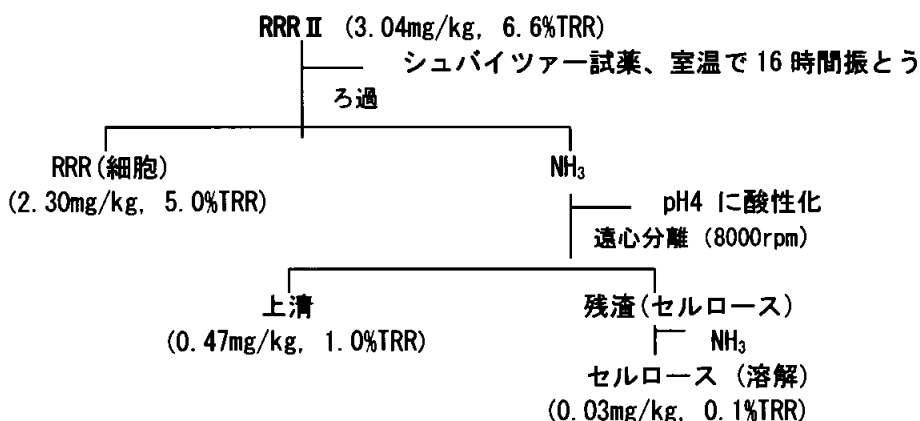 RRRⅡ (3.04mg/kg, 6.6%TRR)
シュバイツァー試薬、室温で16時間振とう
ろ過
RRR(細胞) NH₃
(2.30mg/kg, 5.0%TRR)
pH4 に酸性化
遠心分離 (8000rpm)
上清 残渣(セルロース)
(0.47mg/kg, 1.0%TRR) NH₃
セルロース (溶解)
(0.03mg/kg, 0.1%TRR)